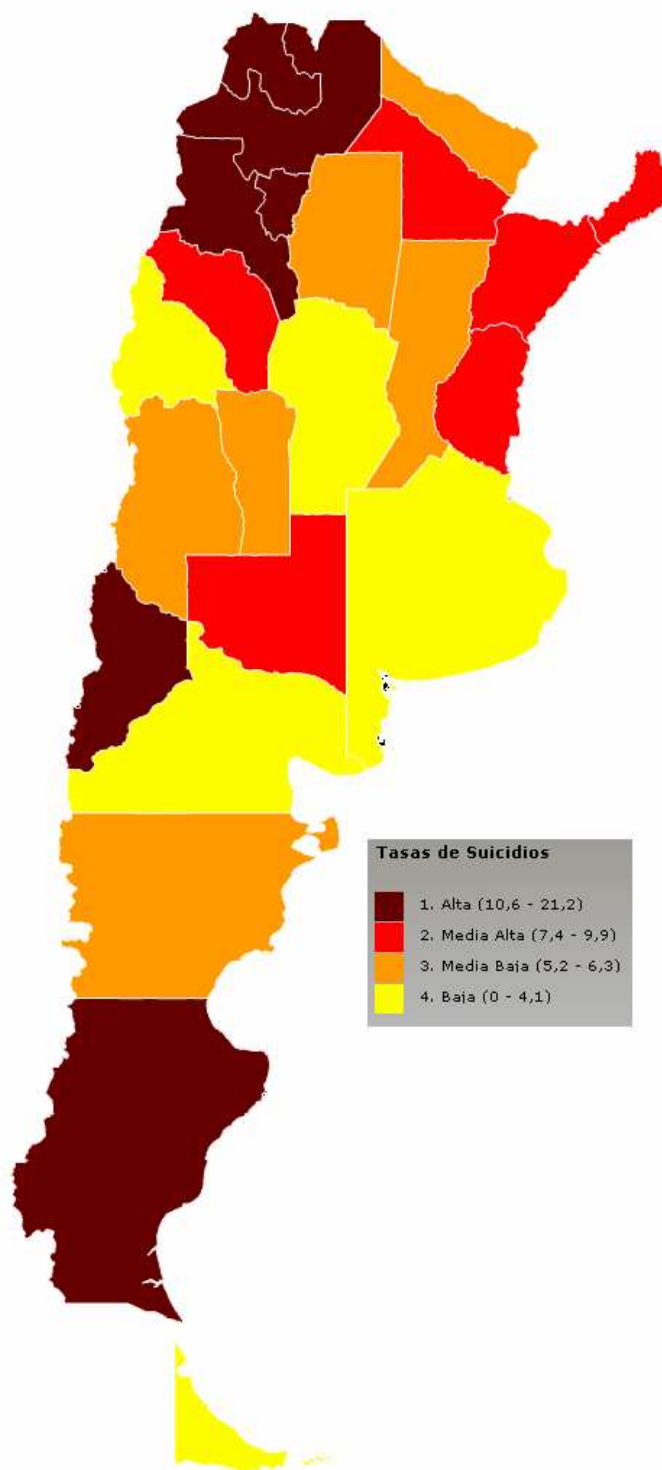 Tasas de Suicidios
1. Alta (10,6 - 21,2)
2. Media Alta (7,4 - 9,9)
3. Media Baja (5,2 - 6,3)
4. Baja (0 - 4,1)